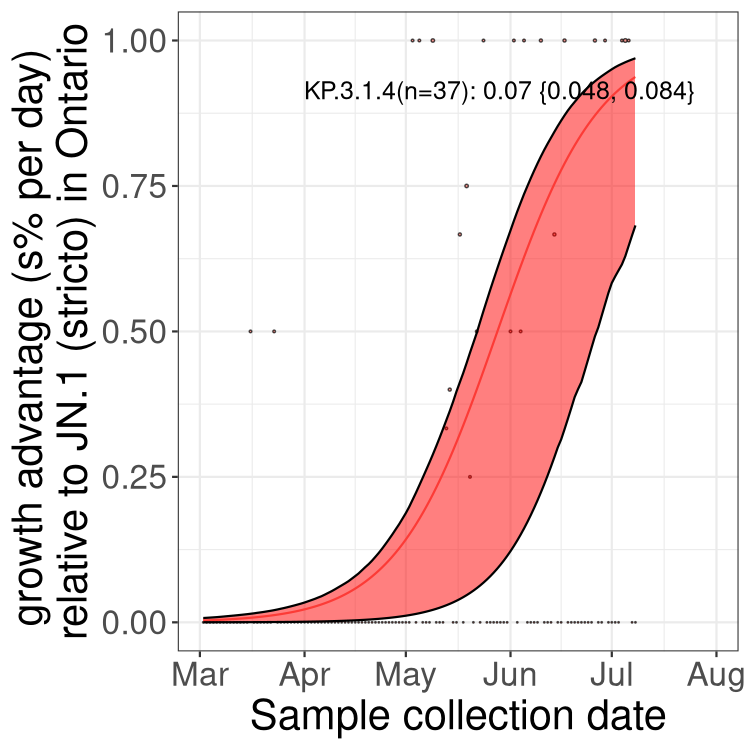 growth advantage (s% per day)
relative to JN.1 (stricto) in Ontario
1.00
0.75
0.50
0.25
0.00
KP.3.1.4(n=37): 0.07 {0.048, 0.084}
Mar Apr May Jun Jul Aug
Sample collection date